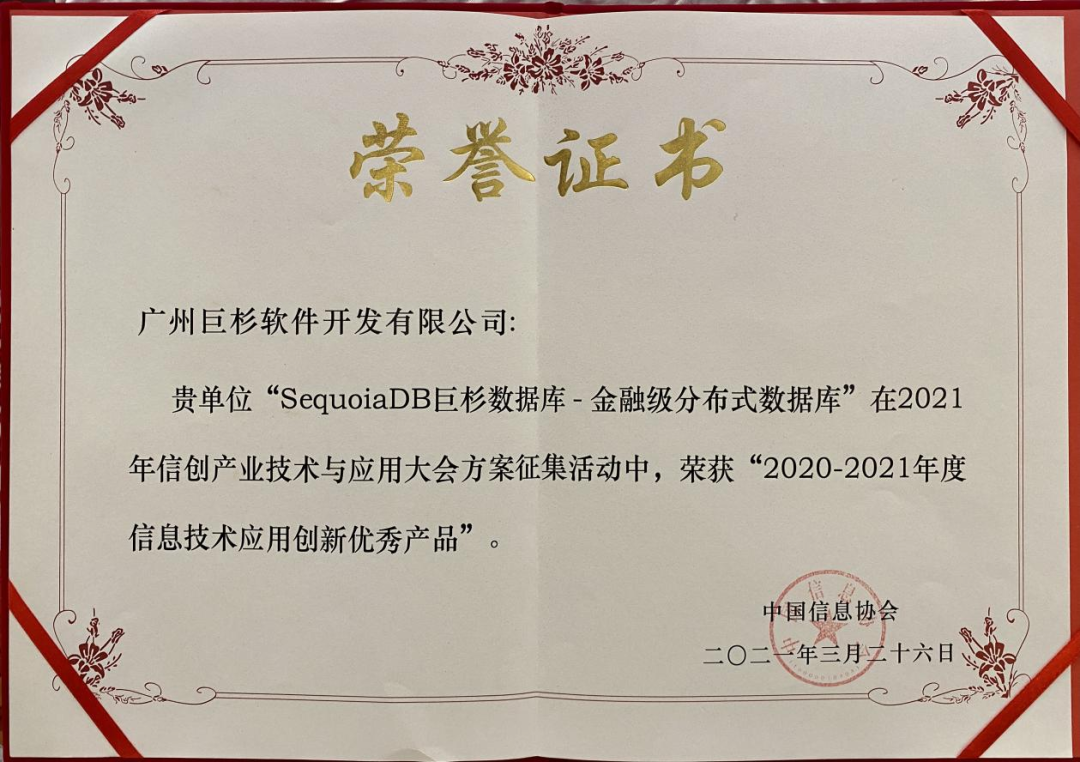 荣誉证书
广州巨杉软件开发有限公司:
贵单位“SequoiaDB巨杉数据库-金融级分布式数据库”在2021
年信创产业技术与应用大会方案征集活动中，荣获“2020-2021年度
信息技术应用创新优秀产品”。
中国信息协会
二〇二一年三月二十六日